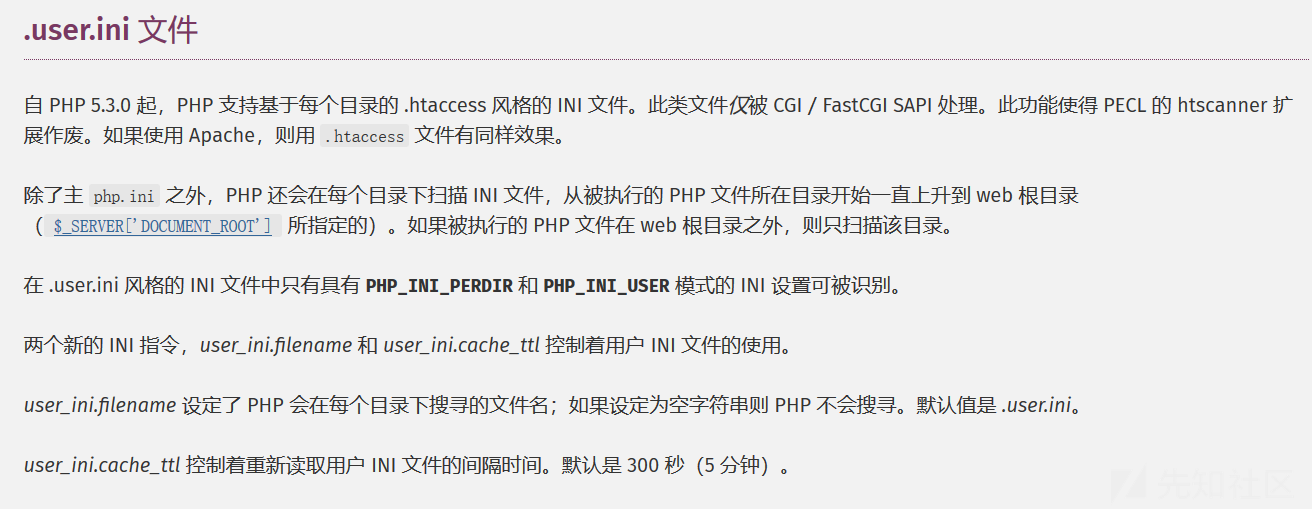 .user.ini 文件
自 PHP 5.3.0 起，PHP 支持基于每个目录的 .htaccess 风格的 INI 文件。此类文件仅被 CGI / FastCGI SAPI 处理。此功能使得 PECL 的 htscanner 扩
展作废。如果使用 Apache，则用 .htaccess 文件有同样效果。
除了主 php.ini 之外，PHP 还会在每个目录下扫描 INI 文件，从被执行的 PHP 文件所在目录开始一直上升到 web 根目录
（$_SERVER['DOCUMENT_ROOT'] 所指定的）。如果被执行的 PHP 文件在 web 根目录之外，则只扫描该目录。
在 .user.ini 风格的 INI 文件中只有具有 PHP_INI_PERDIR 和 PHP_INI_USER 模式的 INI 设置可被识别。
两个新的 INI 指令，user_ini.filename 和 user_ini.cache_ttl 控制着用户 INI 文件的使用。
user_ini.filename 设定了 PHP 会在每个目录下搜寻的文件名；如果设定为空字符串则 PHP 不会搜寻。默认值是 .user.ini。
user_ini.cache_ttl 控制着重新读取用户 INI 文件的间隔时间。默认是 300 秒（5 分钟）。
先知社区